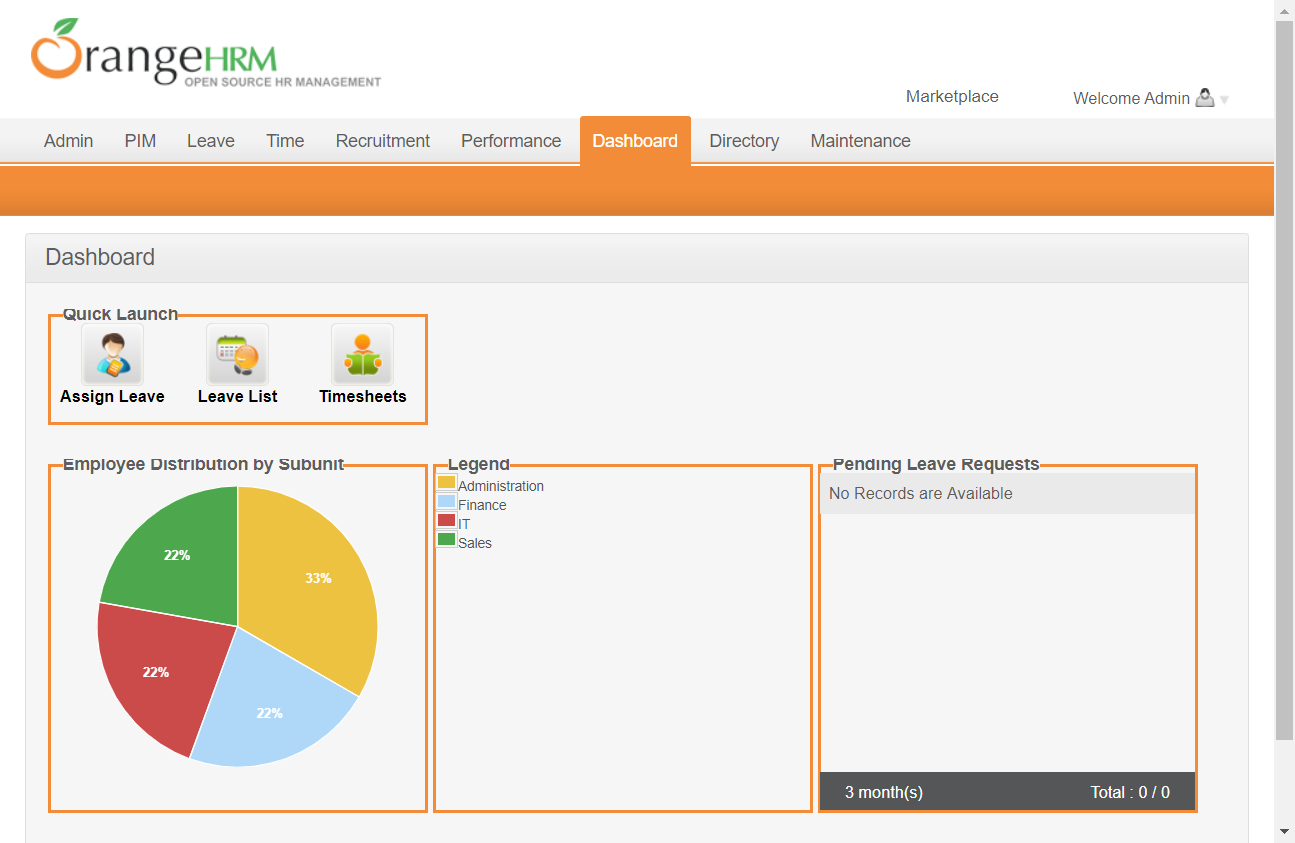 OrangeHRM
OPEN SOURCE HR MANAGEMENT
Marketplace
Welcome Admin
Admin PIM Leave Time Recruitment Performance Dashboard Directory Maintenance
Dashboard
Quick Launch
Assign Leave Leave List Timesheets
Employee Distribution by Subunit
33%
22%
22%
22%
Legend
Administration
Finance
IT
Sales
Pending Leave Requests
No Records are Available
3 month(s) Total : 0 / 0